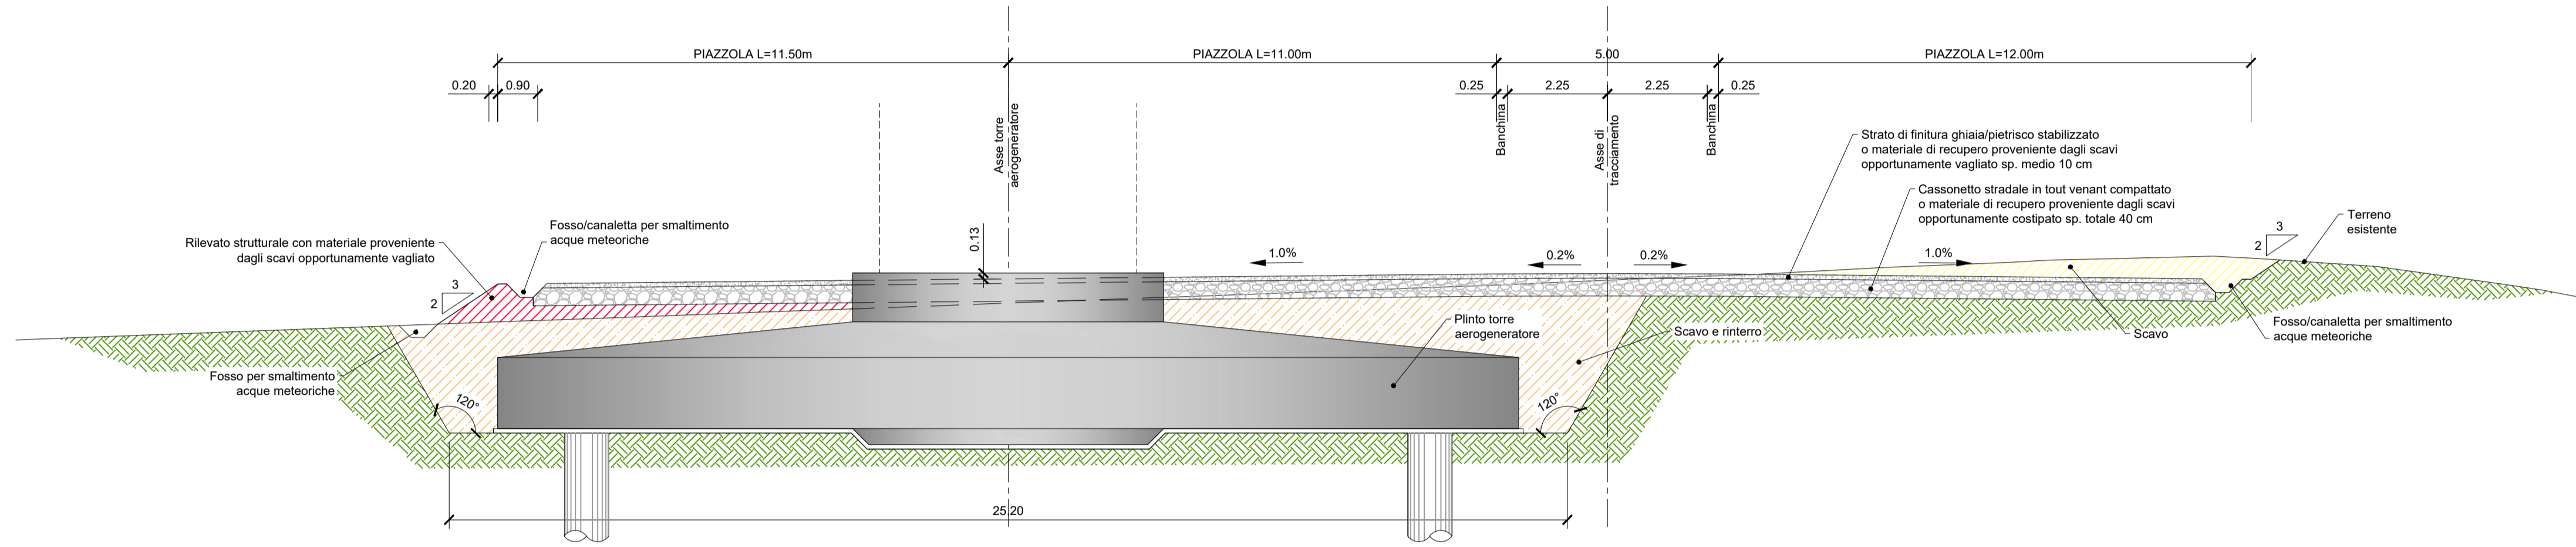 PIAZZOLA L=11.50m
PIAZZOLA L=11.00m
5.00
PIAZZOLA L=12.00m
0.20
0.90
0.25
2.25
2.25
0.25
Banchina
Banchina
Asse torre
aerogeneratore
Asse di
tracciamento
Strato di finitura ghiaia/pietrisco stabilizzato
o materiale di recupero proveniente dagli scavi
opportunamente vagliato sp. medio 10 cm
Cassonetto stradale in tout venant compattato
o materiale di recupero proveniente dagli scavi
opportunamente costipato sp. totale 40 cm
Terreno
esistente
3
2
Fosso/canaletta per smaltimento
acque meteoriche
Rilevato strutturale con materiale proveniente
dagli scavi opportunamente vagliato
0.13
1.0%
0.2%
0.2%
1.0%
3
2
Plinto torre
aerogeneratore
Scavo e rinterro
Scavo
Fosso/canaletta per smaltimento
acque meteoriche
Fosso per smaltimento
acque meteoriche
120°
120°
25.20